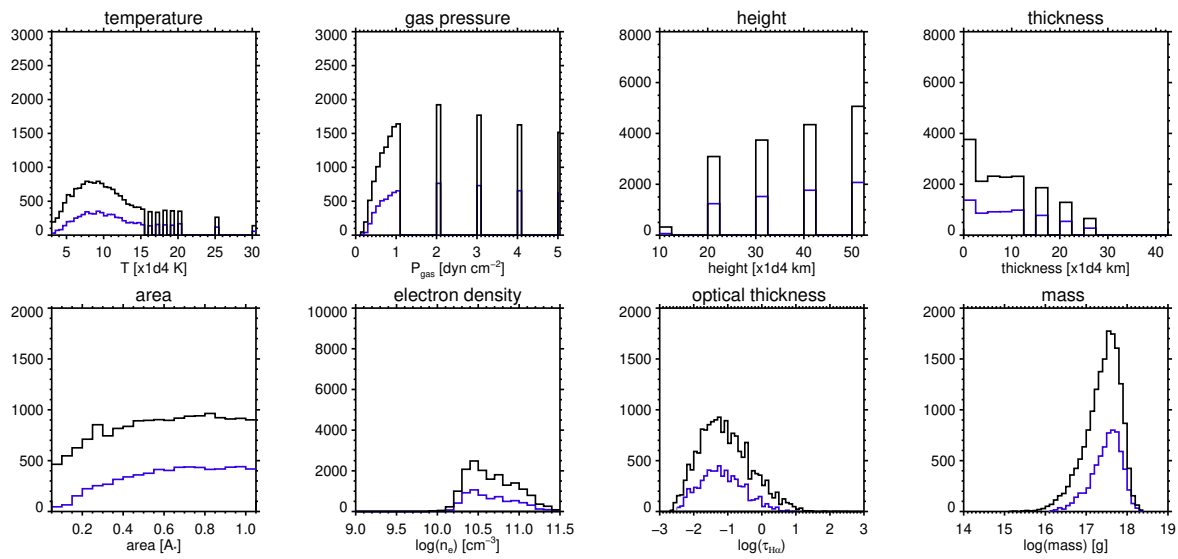 temperature
gas pressure
height
thickness
3000
2500
2000
1500
1000
500
0
5 10 15 20 25 30
T [x1d4 K]
3000
2500
2000
1500
1000
500
0
0 1 2 3 4 5
Pgas [dyn cm−2]
8000
6000
4000
2000
0
10 20 30 40 50
height [x1d4 km]
8000
6000
4000
2000
0
0 10 20 30 40
thickness [x1d4 km]
area
electron density
optical thickness
mass
2000
1500
1000
500
0
0.2 0.4 0.6 0.8 1.0
area [A*]
10000
8000
6000
4000
2000
0
9.0 9.5 10.0 10.5 11.0 11.5
log(ne) [cm−3]
2000
1500
1000
500
0
−3 −2 −1 0 1 2 3
log(τHα)
2000
1500
1000
500
0
14 15 16 17 18 19
log(mass) [g]